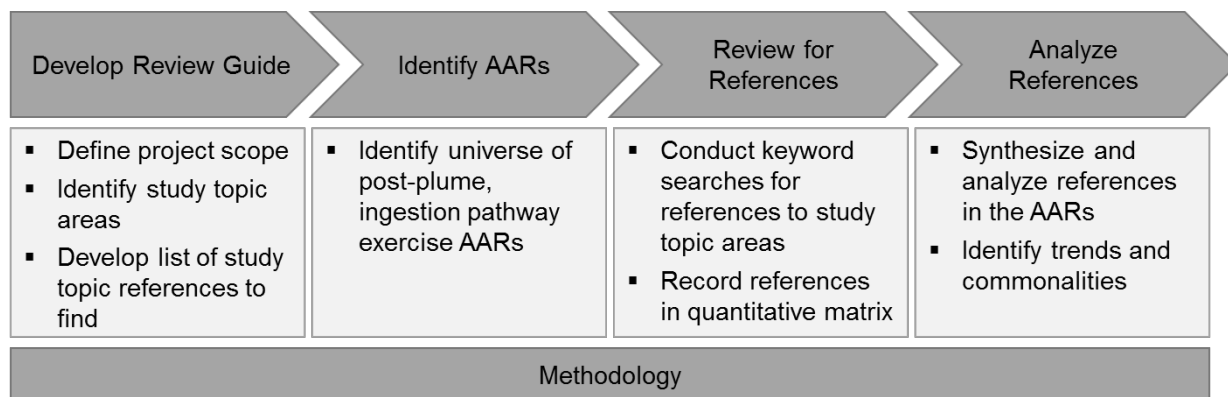 Develop Review Guide
Identify AARs
Review for
References
Analyze
References
▪ Define project scope
▪ Identify study topic
areas
▪ Develop list of study
topic references to
find
▪ Identify universe of
post-plume,
ingestion pathway
exercise AARs
▪ Conduct keyword
searches for
references to study
topic areas
▪ Record references
in quantitative matrix
▪ Synthesize and
analyze references
in the AARs
▪ Identify trends and
commonalities
Methodology